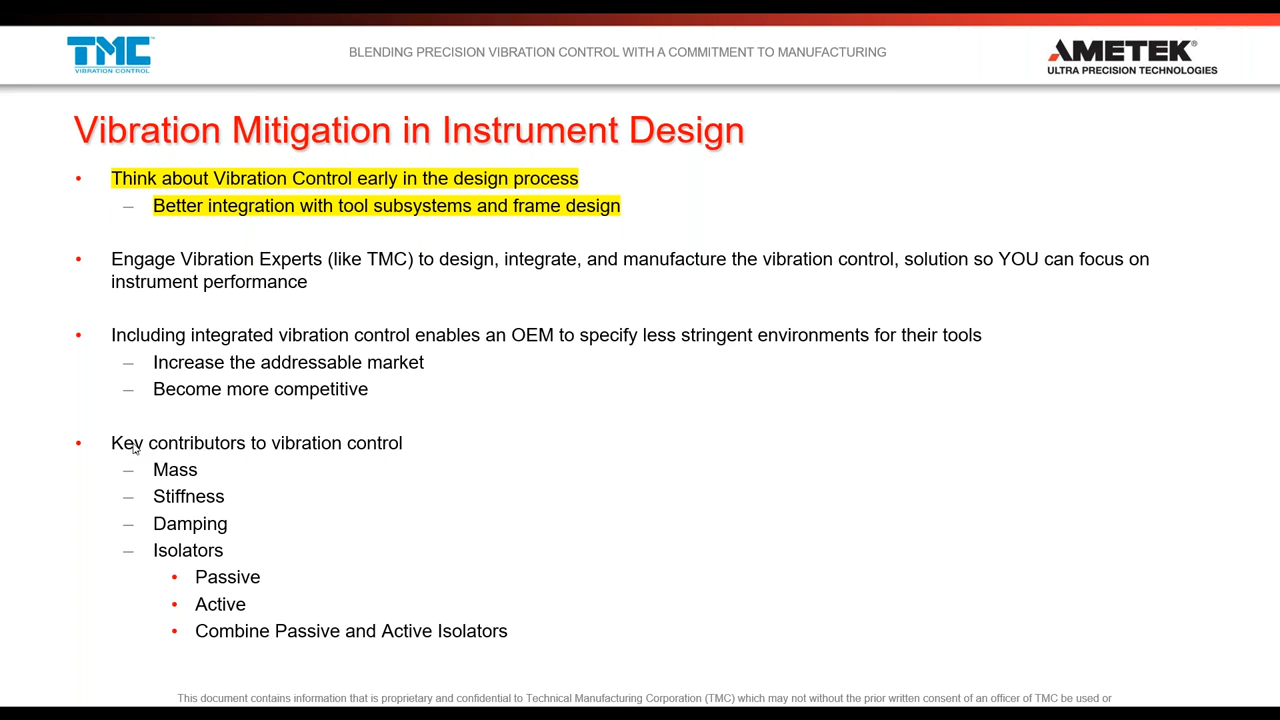 TMC
VIBRATION CONTROL
BLENDING PRECISION VIBRATION CONTROL WITH A COMMITMENT TO MANUFACTURING
AMETEK®
ULTRA PRECISION TECHNOLOGIES
Vibration Mitigation in Instrument Design
• Think about Vibration Control early in the design process
– Better integration with tool subsystems and frame design
• Engage Vibration Experts (like TMC) to design, integrate, and manufacture the vibration control, solution so YOU can focus on
instrument performance
• Including integrated vibration control enables an OEM to specify less stringent environments for their tools
– Increase the addressable market
– Become more competitive
• Key contributors to vibration control
– Mass
– Stiffness
– Damping
– Isolators
• Passive
• Active
• Combine Passive and Active Isolators
This document contains information that is proprietary and confidential to Technical Manufacturing Corporation (TMC) which may not without the prior written consent of an officer of TMC be used or